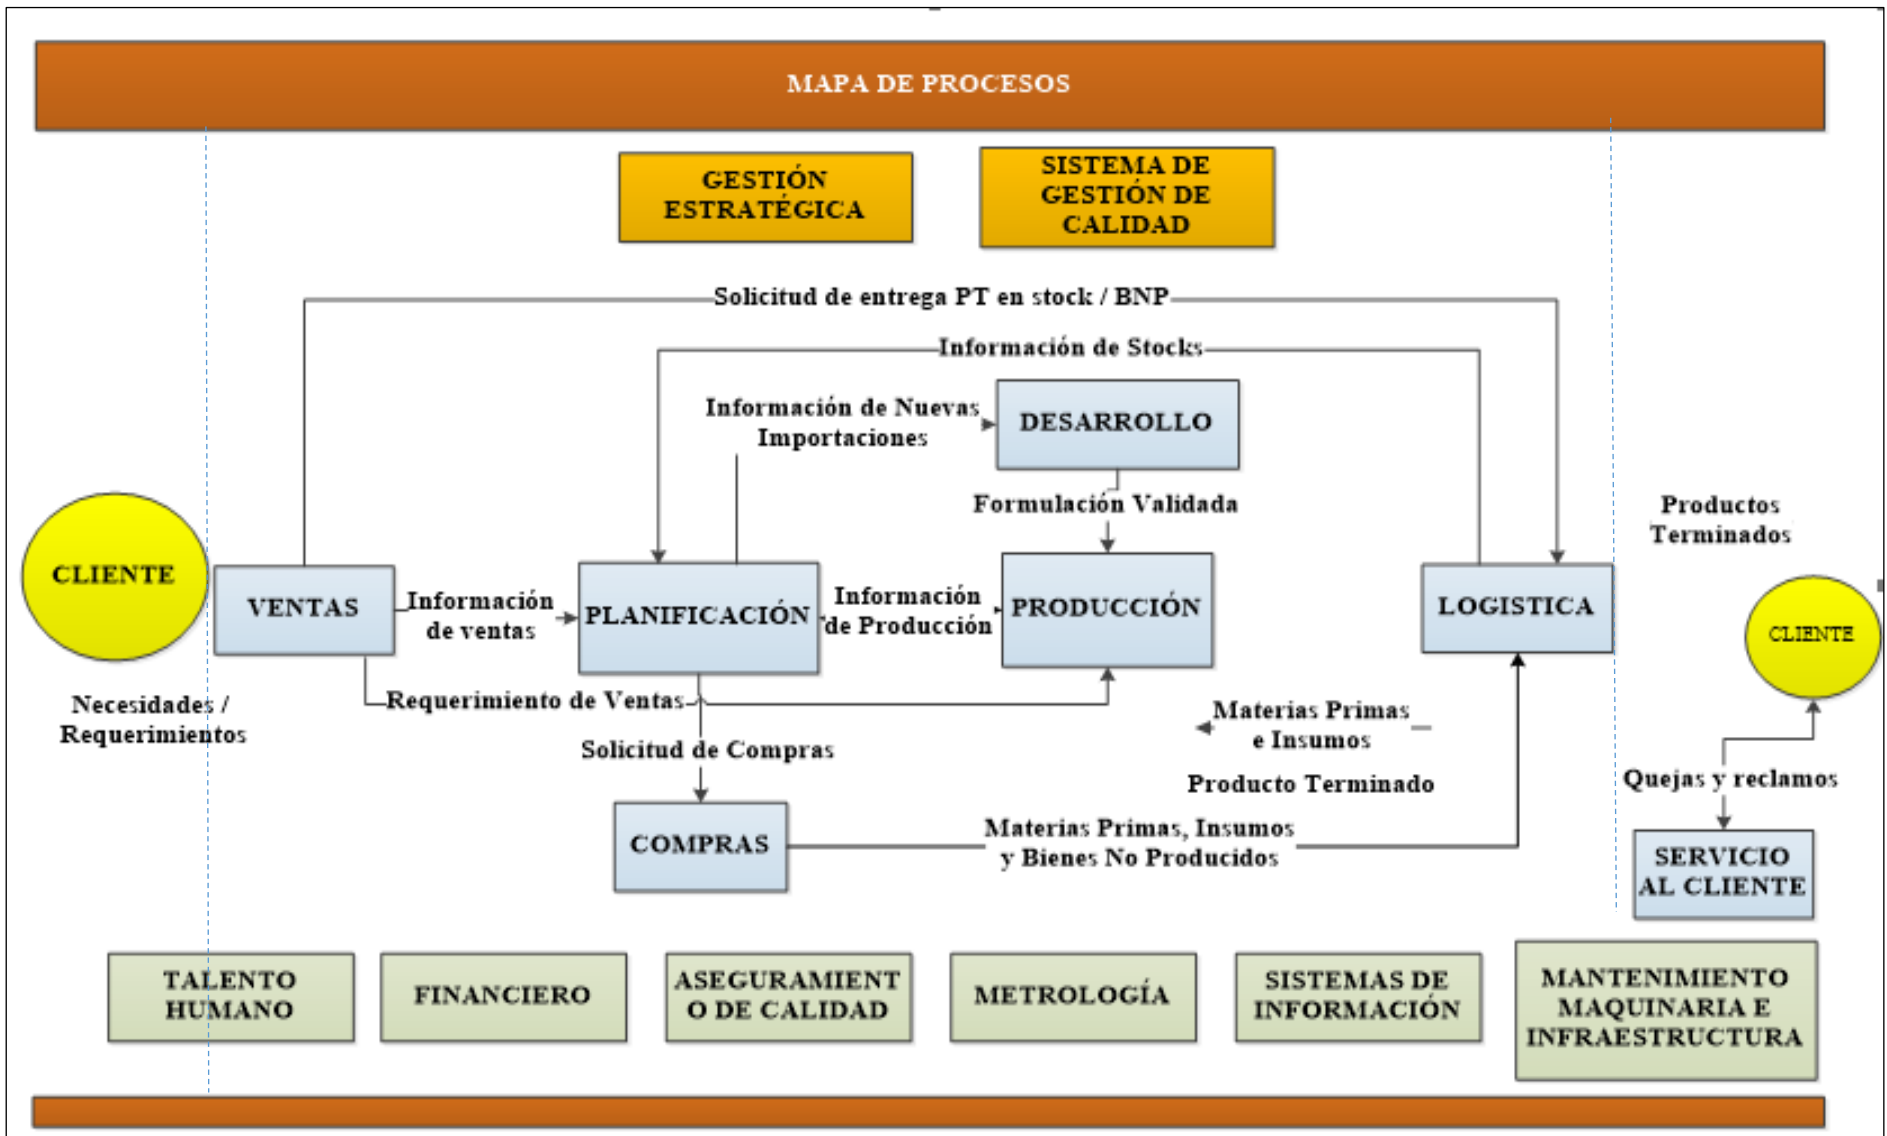 MAPA DE PROCESOS
GESTIÓN
ESTRATÉGICA
SISTEMA DE
GESTIÓN DE
CALIDAD
Solicitud de entrega PT en stock / BNP
Información de Stocks
Información de Nuevas
Importaciones
DESARROLLO
Formulación Validada
Productos
Terminados
CLIENTE
VENTAS
Información
de ventas
PLANIFICACIÓN
Información
de Producción
PRODUCCIÓN
LOGISTICA
CLIENTE
Necesidades /
Requerimientos
Requerimiento de Ventas
Materias Primas
e Insumos
Solicitud de Compras
Producto Terminado
Quejas y reclamos
COMPRAS
Materias Primas, Insumos
y Bienes No Producidos
SERVICIO
AL CLIENTE
TALENTO
HUMANO
FINANCIERO
ASEGURAMIENT
O DE CALIDAD
METROLOGÍA
SISTEMAS DE
INFORMACIÓN
MANTENIMIENTO
MAQUINARIA E
INFRAESTRUCTURA